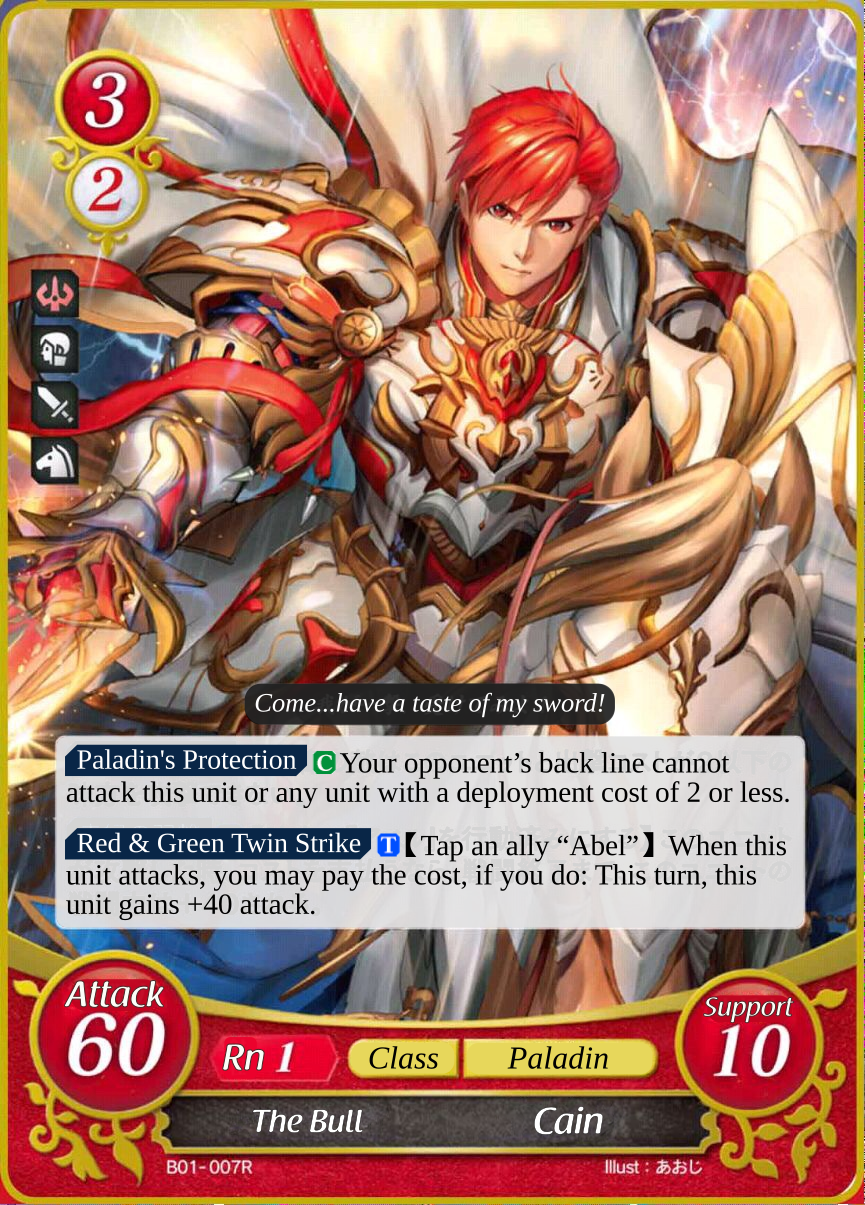 3
2
Come...have a taste of my sword!
Paladin's Protection C Your opponent's back line cannot
attack this unit or any unit with a deployment cost of 2 or less.
Red & Green Twin Strike T【Tap an ally “Abel”】When this
unit attacks, you may pay the cost, if you do: This turn, this
unit gains +40 attack.
Attack
60
Rn 1
Class
Paladin
Support
10
The Bull
Cain
B01-007R
Illust：あおじ